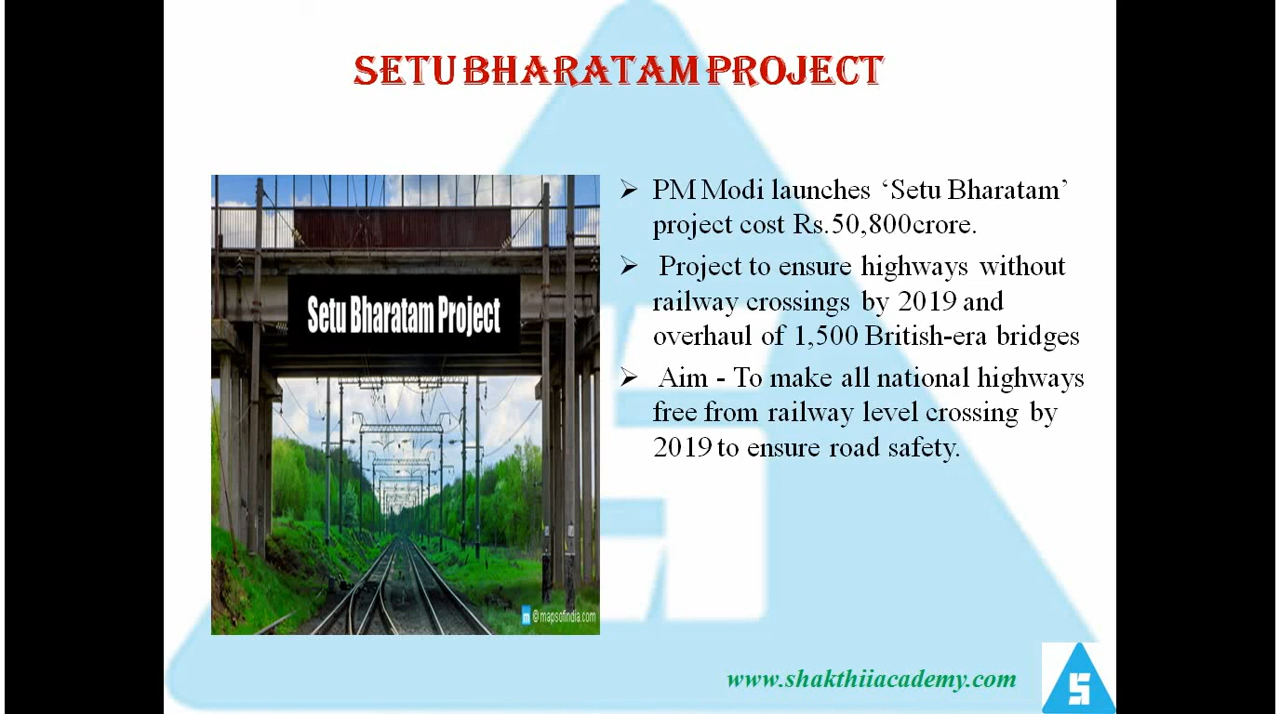 SETU BHARATAM PROJECT
Setu Bharatam Project
m @mapsofindia.com
➢ PM Modi launches ‘Setu Bharatam’
project cost Rs.50,800crore.
➢ Project to ensure highways without
railway crossings by 2019 and
overhaul of 1,500 British-era bridges
➢ Aim - To make all national highways
free from railway level crossing by
2019 to ensure road safety.
www.shakthiiacademy.com
S